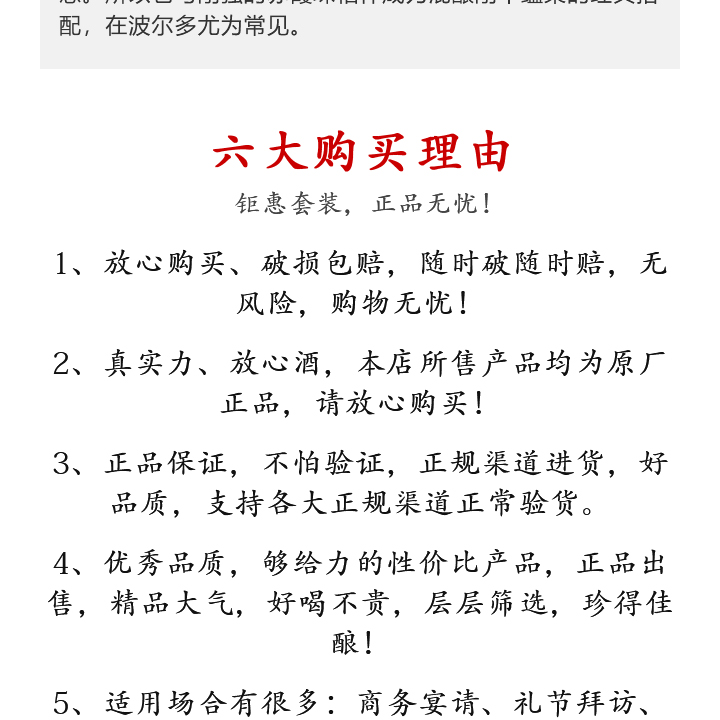 配，在波尔多尤为常见。
六大购买理由
钜惠套装，正品无忧！
1、放心购买、破损包赔，随时破随时赔，无
风险，购物无忧！
2、真实力、放心酒，本店所售产品均为原厂
正品，请放心购买！
3、正品保证，不怕验证，正规渠道进货，好
品质，支持各大正规渠道正常验货。
4、优秀品质，够给力的性价比产品，正品出
售，精品大气，好喝不贵，层层筛选，珍得佳
酿！
5、适用场合有很多：商务宴请、礼节拜访、